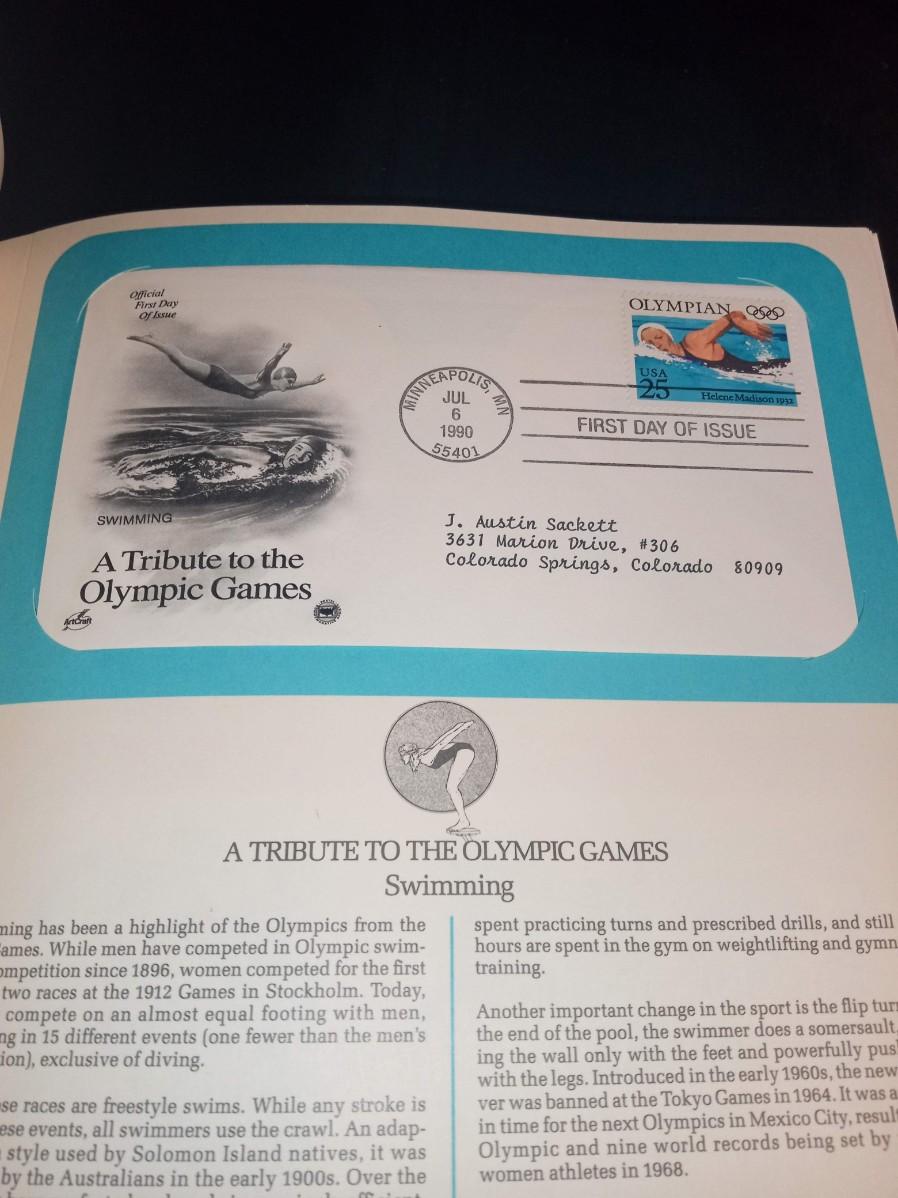 Official
First Day
Of Issue
OLYMPIAN
USA
25
Helene Madison 1932
MINNEAPOLIS, MN
JUL
6
1990
55401
FIRST DAY OF ISSUE
SWIMMING
A Tribute to the
Olympic Games
ArtCraft
J. Austin Sackett
3631 Marion Drive, #306
Colorado Springs, Colorado 80909
A TRIBUTE TO THE OLYMPIC GAMES
Swimming
ming has been a highlight of the Olympics from the
ames. While men have competed in Olympic swim-
ompetition since 1896, women competed for the first
two races at the 1912 Games in Stockholm. Today,
compete on an almost equal footing with men,
ng in 15 different events (one fewer than the men's
ion), exclusive of diving.
se races are freestyle swims. While any stroke is
ese events, all swimmers use the crawl. An adap-
style used by Solomon Island natives, it was
by the Australians in the early 1900s. Over the
spent practicing turns and prescribed drills, and still
hours are spent in the gym on weightlifting and gymn
training.
Another important change in the sport is the flip tur
the end of the pool, the swimmer does a somersault,
ing the wall only with the feet and powerfully pus
with the legs. Introduced in the early 1960s, the new
ver was banned at the Tokyo Games in 1964. It was a
in time for the next Olympics in Mexico City, resul
Olympic and nine world records being set by
women athletes in 1968.